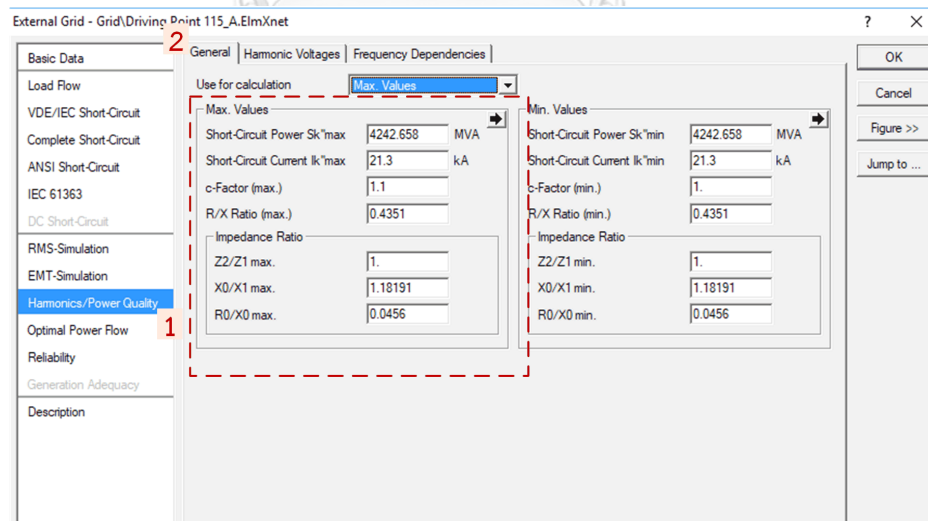 External Grid - Grid\Driving Point 115_A.ElmXnet
?
2
General
Harmonic Voltages
Frequency Dependencies
Basic Data
Load Flow
VDE/IEC Short-Circuit
Complete Short-Circuit
ANSI Short-Circuit
IEC 61363
DC Short-Circuit
RMS-Simulation
EMT-Simulation
Harmonics/Power Quality
Optimal Power Flow
Reliability
Generation Adequacy
Description
1
Use for calculation Max. Values
Max. Values
Short-Circuit Power Sk"max 4242.658 MVA
Short-Circuit Current Ik"max 21.3 kA
c-Factor (max.) 1.1
R/X Ratio (max.) 0.4351
Impedance Ratio
Z2/Z1 max. 1.
X0/X1 max. 1.18191
R0/X0 max. 0.0456
Min. Values
Short-Circuit Power Sk"min 4242.658 MVA
Short-Circuit Current Ik"min 21.3 kA
c-Factor (min.) 1.
R/X Ratio (min.) 0.4351
Impedance Ratio
Z2/Z1 min. 1.
X0/X1 min. 1.18191
R0/X0 min. 0.0456
OK
Cancel
Figure >>
Jump to ...